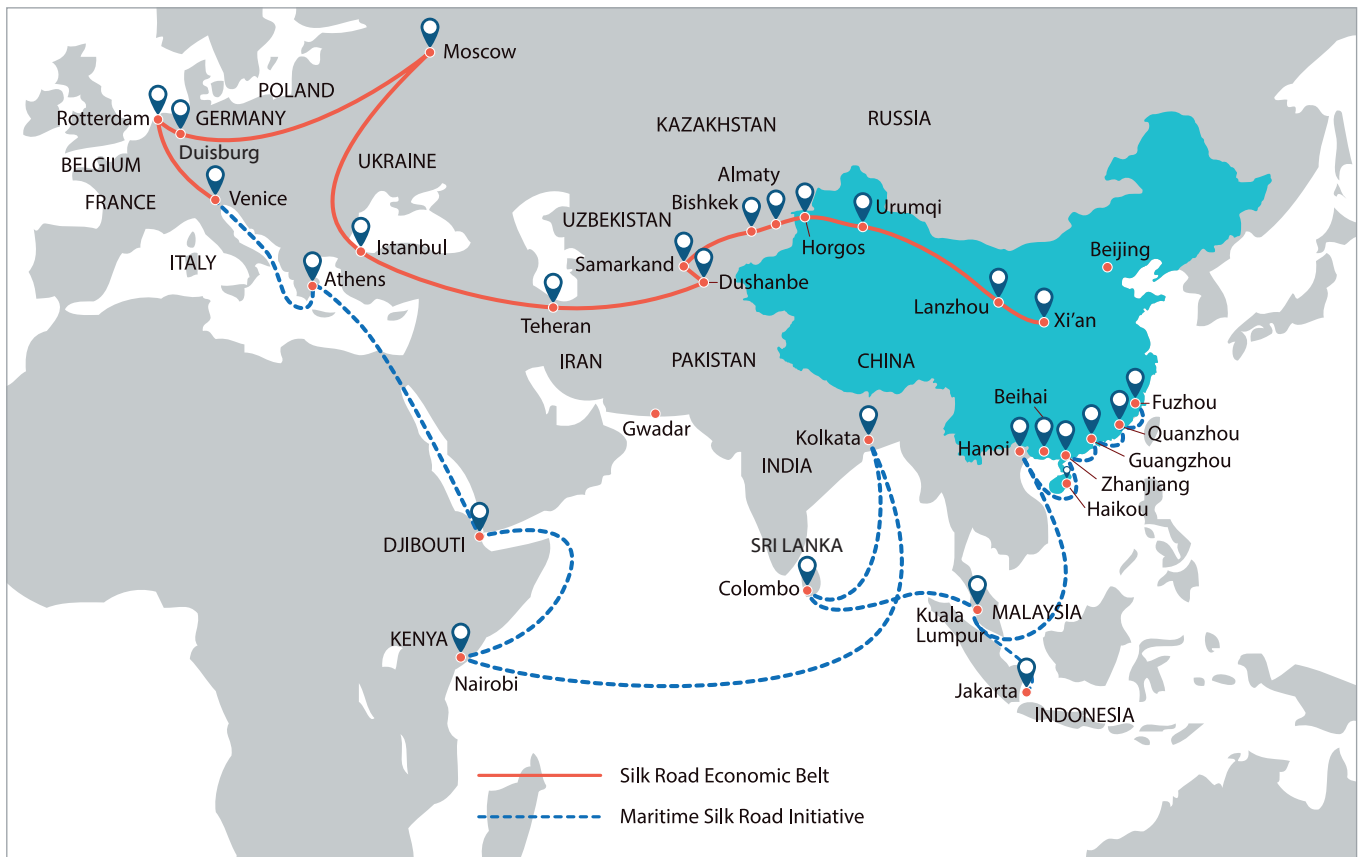 Moscow
POLAND
Rotterdam
GERMANY
Duisburg
BELGIUM
FRANCE
Venice
UKRAINE
ITALY
Athens
Istanbul
KAZAKHSTAN
RUSSIA
Almaty
Bishkek
UZBEKISTAN
Samarkand
Dushanbe
Horgos
Urumqi
Beijing
Lanzhou
Xi'an
Teheran
IRAN
PAKISTAN
CHINA
Gwadar
Kolkata
INDIA
Beihai
Hanoi
Fuzhou
Quanzhou
Guangzhou
Zhanjiang
Haikou
DJIBOUTI
SRI LANKA
Colombo
KENYA
Nairobi
Kuala
Lumpur
MALAYSIA
Jakarta
INDONESIA
Silk Road Economic Belt
Maritime Silk Road Initiative